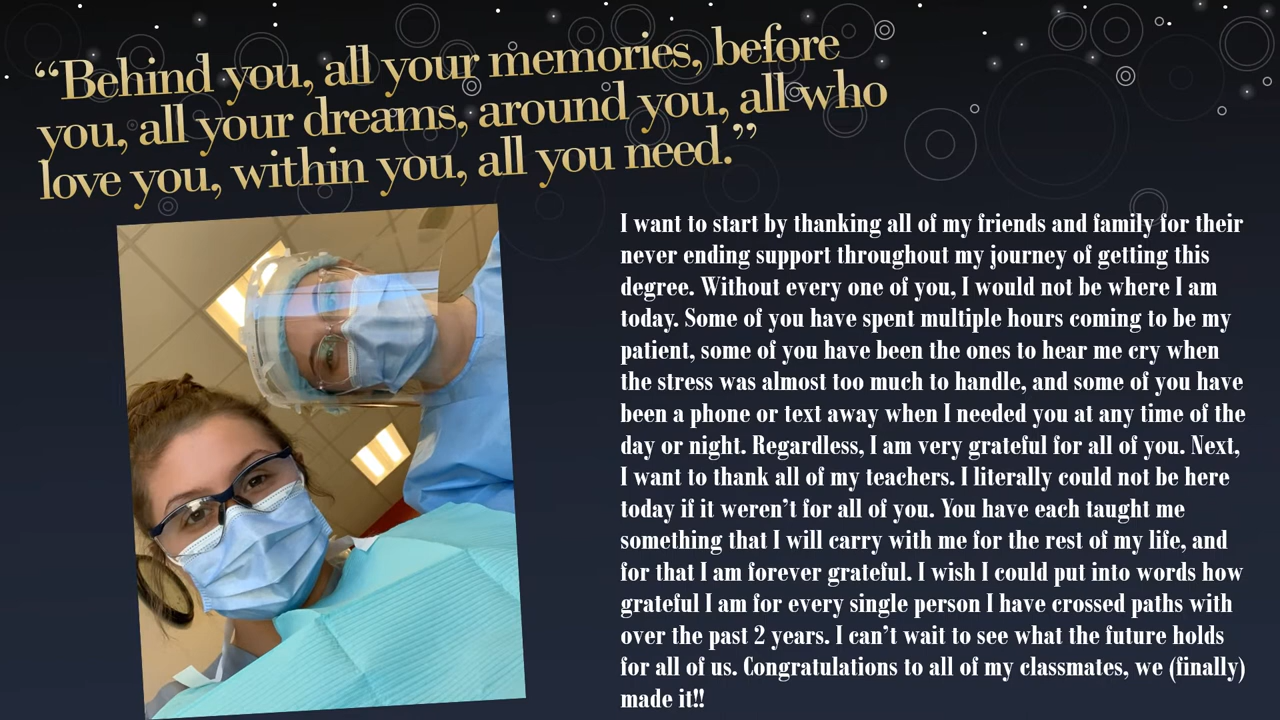 “Behind you, all your memories, before
you, all your dreams, around you, all who
love you, within you, all you need.”
I want to start by thanking all of my friends and family for their
never ending support throughout my journey of getting this
degree. Without every one of you, I would not be where I am
today. Some of you have spent multiple hours coming to be my
patient, some of you have been the ones to hear me cry when
the stress was almost too much to handle, and some of you have
been a phone or text away when I needed you at any time of the
day or night. Regardless, I am very grateful for all of you. Next,
I want to thank all of my teachers. I literally could not be here
today if it weren’t for all of you. You have each taught me
something that I will carry with me for the rest of my life, and
for that I am forever grateful. I wish I could put into words how
grateful I am for every single person I have crossed paths with
over the past 2 years. I can’t wait to see what the future holds
for all of us. Congratulations to all of my classmates, we (finally)
made it!!